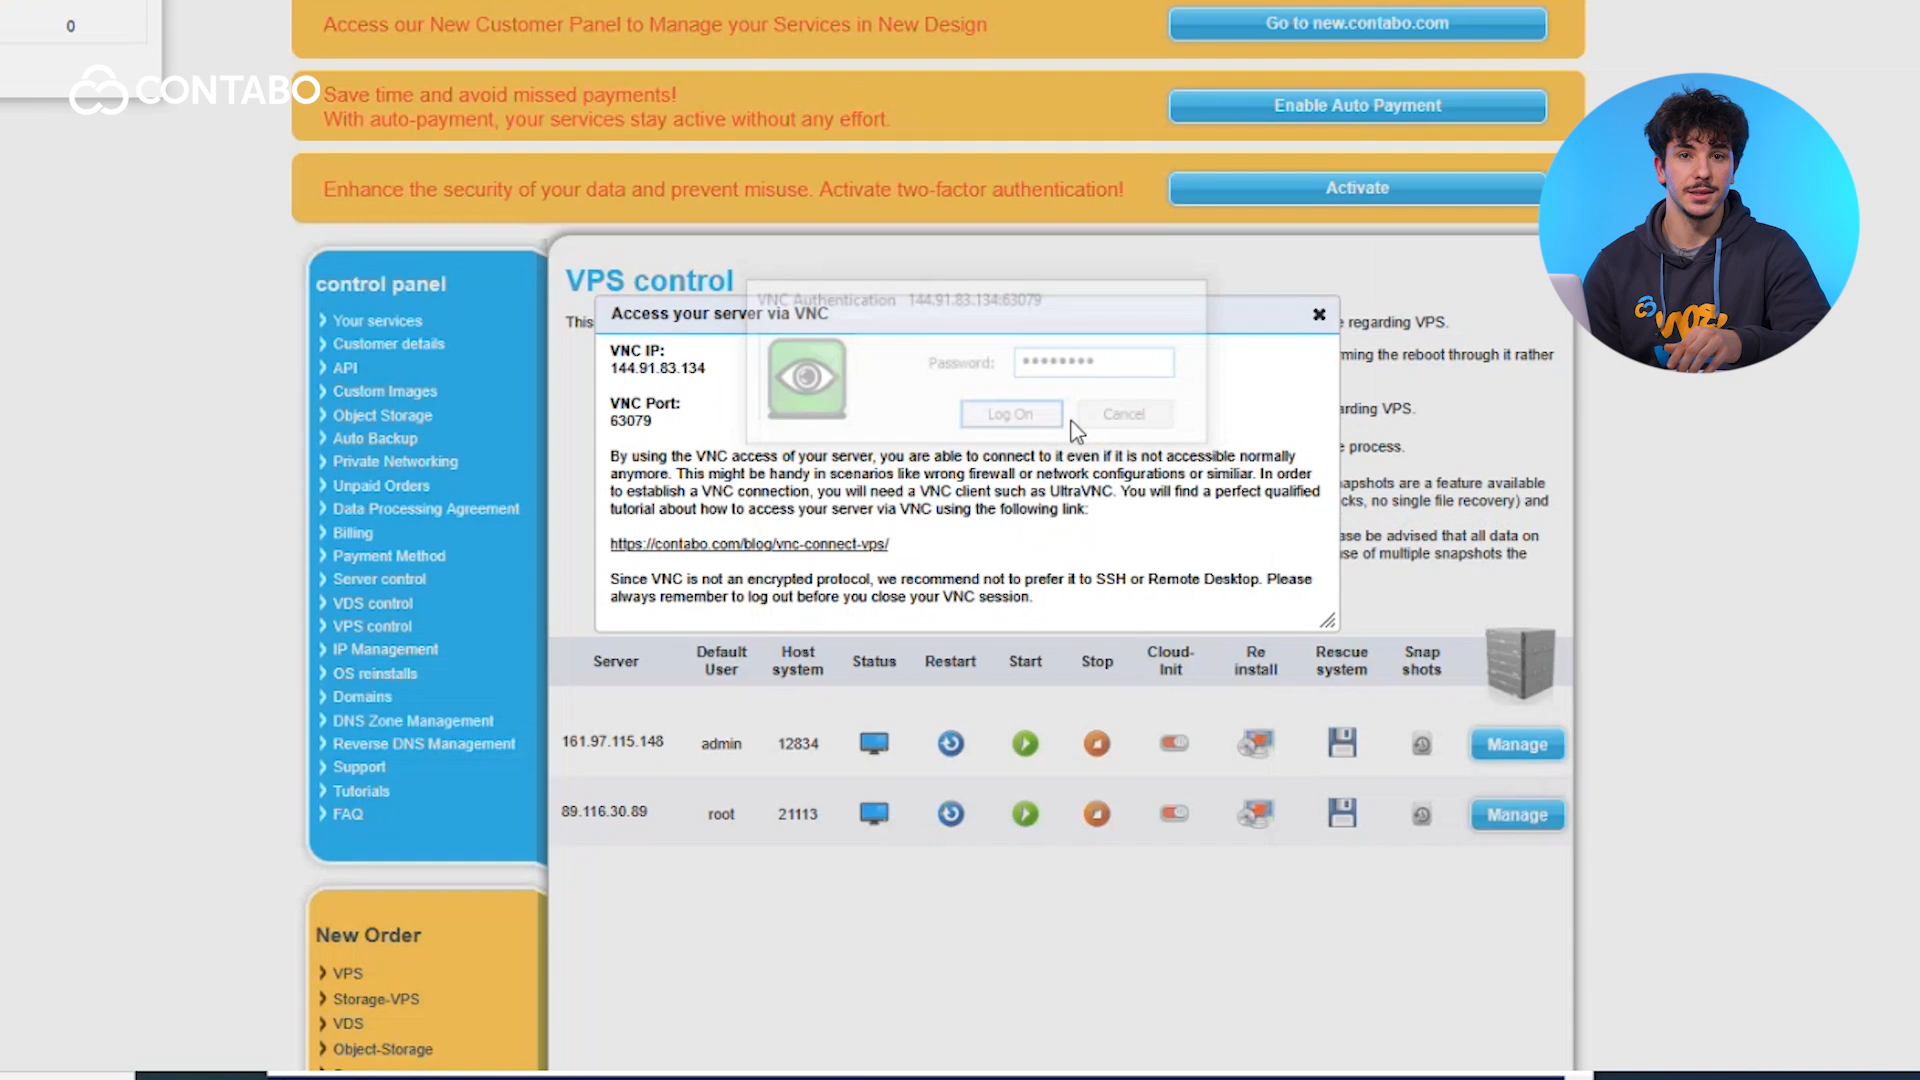 0
CONTABO
Access our New Customer Panel to Manage your Services in New Design
Go to new.contabo.com
Save time and avoid missed payments!
With auto-payment, your services stay active without any effort.
Enable Auto Payment
Enhance the security of your data and prevent misuse. Activate two-factor authentication!
Activate
control panel
Your services
Customer details
API
Custom Images
Object Storage
Auto Backup
Private Networking
Unpaid Orders
Data Processing Agreement
Billing
Payment Method
Server control
VDS control
VPS control
IP Management
OS reinstalls
Domains
DNS Zone Management
Reverse DNS Management
Support
Tutorials
FAQ
New Order
VPS
Storage-VPS
VDS
Object-Storage
VPS control
This
regarding VPS.
ming the reboot through it rather
arding VPS.
process.
apshots are a feature available
cks, no single file recovery) and
ase be advised that all data on
use of multiple snapshots the
VNC Authentication 144.91.83.134:63079
Password:
Log On
Cancel
Access your server via VNC
VNC IP:
144.91.83.134
VNC Port:
63079
By using the VNC access of your server, you are able to connect to it even if it is not accessible normally
anymore. This might be handy in scenarios like wrong firewall or network configurations or similiar. In order
to establish a VNC connection, you will need a VNC client such as UltraVNC. You will find a perfect qualified
tutorial about how to access your server via VNC using the following link:
https://contabo.com/blog/vnc-connect-vps/
Since VNC is not an encrypted protocol, we recommend not to prefer it to SSH or Remote Desktop. Please
always remember to log out before you close your VNC session.
Server
Default User
Host system
Status
Restart
Start
Stop
Cloud-Init
Re install
Rescue system
Snap shots
161.97.115.148 admin 12834 Manage
89.116.30.89 root 21113 Manage